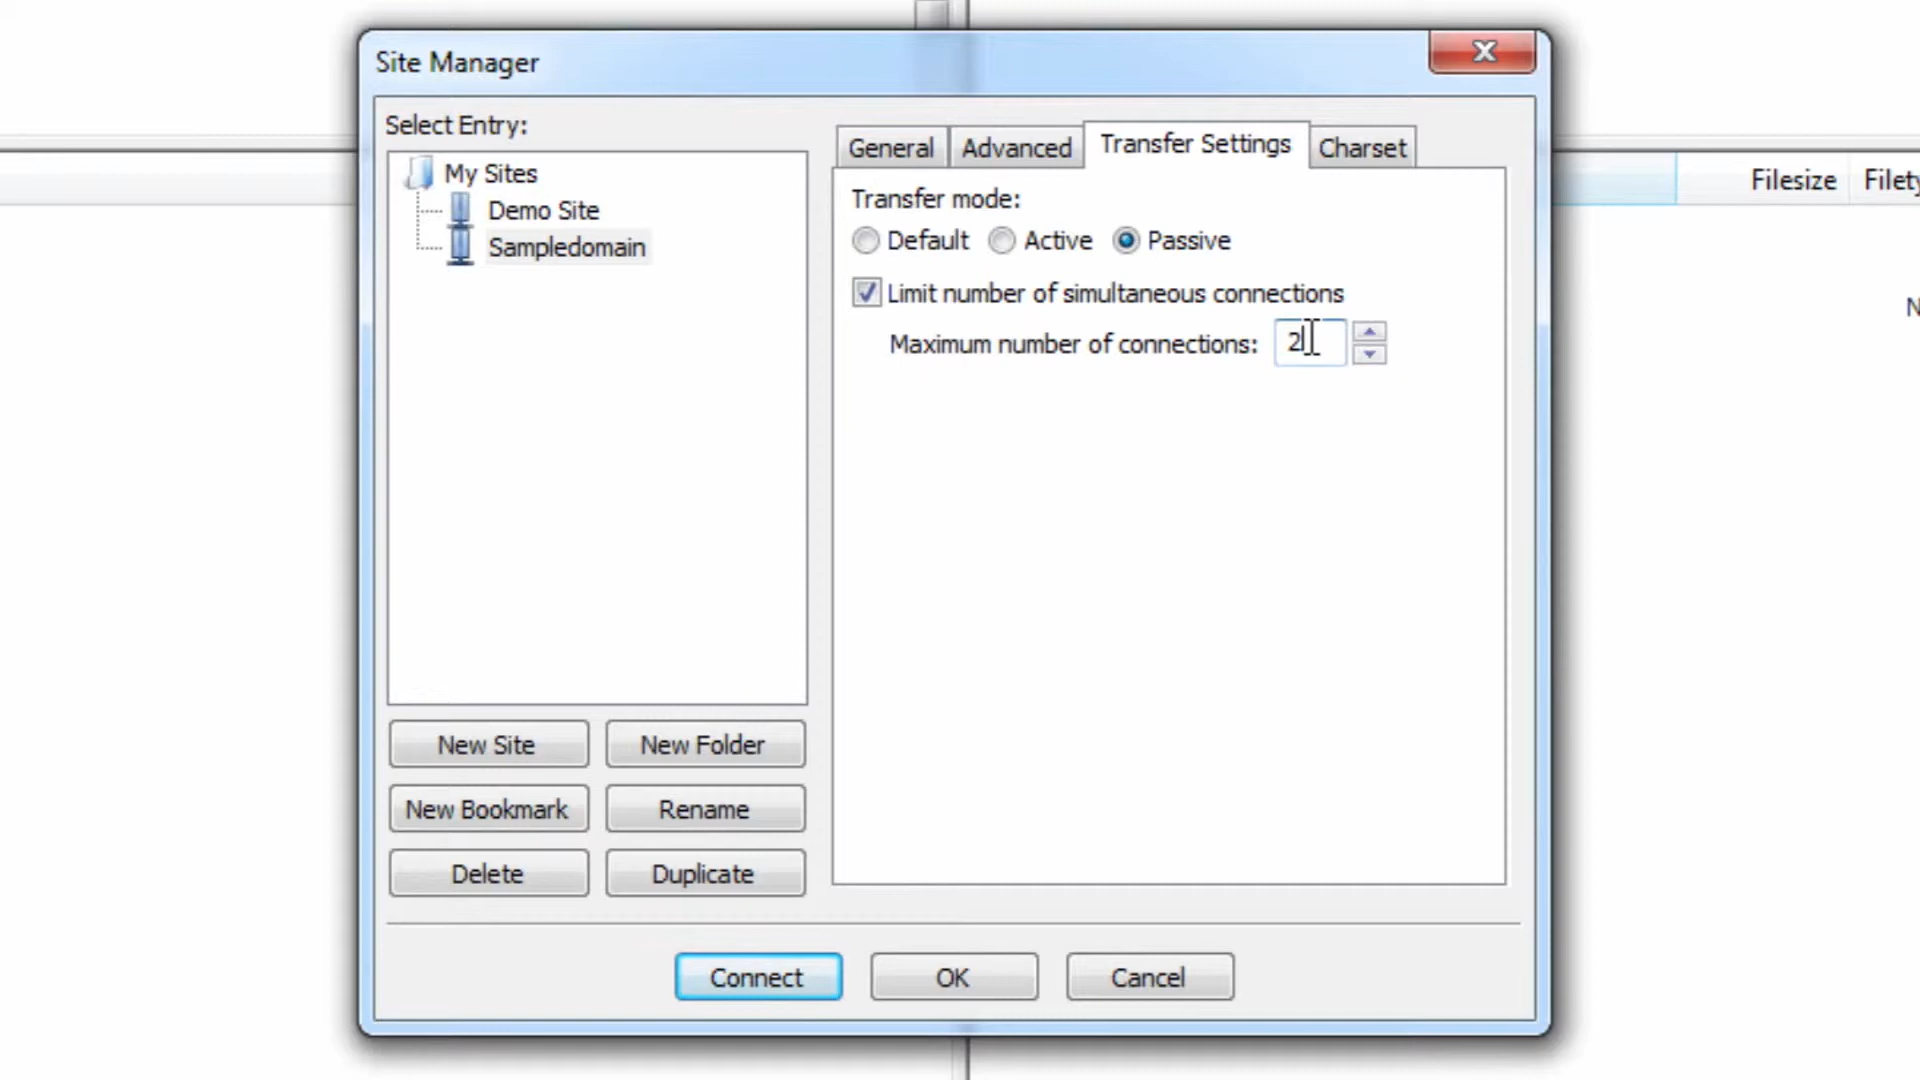 Site Manager
Select Entry:
My Sites
Demo Site
Sampledomain
New Site
New Folder
New Bookmark
Rename
Delete
Duplicate
General
Advanced
Transfer Settings
Charset
Transfer mode:
Default Active Passive
Limit number of simultaneous connections
Maximum number of connections: 2
Connect
OK
Cancel
Filesize
Filety
N